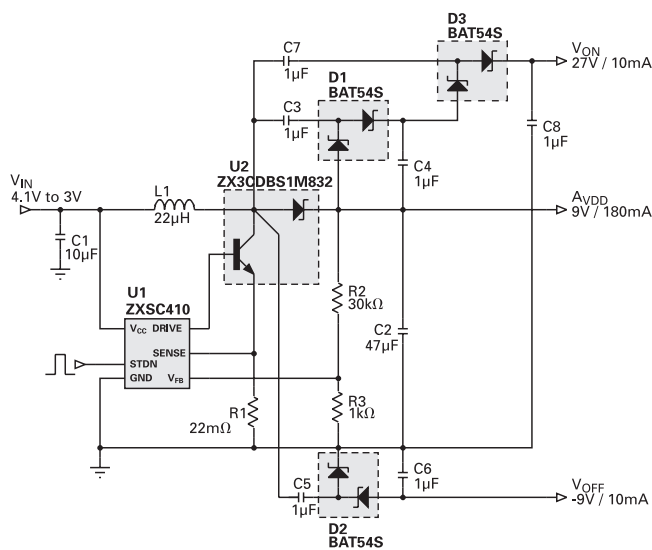 D3
BAT54S
C7
1µF
V_ON
27V / 10mA
D1
BAT54S
C3
1µF
C8
1µF
U2
ZX3CDBS1M832
C4
1µF
V_IN
4.1V to 3V
L1
22µH
A_VDD
9V / 180mA
C1
10µF
U1
ZXSC410
R2
30kΩ
V_CC DRIVE
C2
47µF
SENSE
STDN
GND V_FB
R1
22mΩ
R3
1kΩ
C5
1µF
C6
1µF
V_OFF
-9V / 10mA
D2
BAT54S